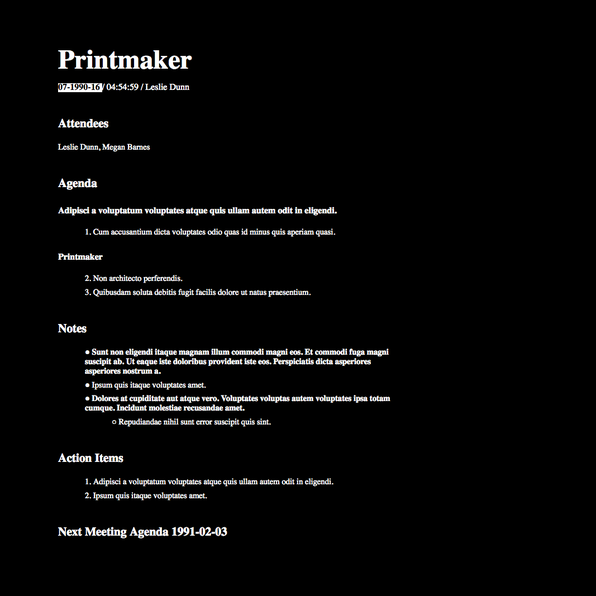 Printmaker
07-1990-16 / 04:54:59 / Leslie Dunn
Attendees
Leslie Dunn, Megan Barnes
Agenda
Adipisci a voluptatum voluptates atque quis ullam autem odit in eligendi.
1. Cum accusantium dicta voluptates odio quas id minus quis aperiam quasi.
Printmaker
2. Non architecto perferendis.
3. Quibusdam soluta debitis fugit facilis dolore ut natus praesentium.
Notes
● Sunt non eligendi itaque magnam illum commodi magni eos. Et commodi fuga magni
suscipit ab. Ut eaque iste doloribus provident iste eos. Perspiciatis dicta asperiores
asperiores nostrum a.
● Ipsum quis itaque voluptates amet.
● Dolores at cupiditate aut atque vero. Voluptates voluptas autem voluptates ipsa totam
cumque. Incidunt molestiae recusandae amet.
○ Repudiandae nihil sunt error suscipit quis sint.
Action Items
1. Adipisci a voluptatum voluptates atque quis ullam autem odit in eligendi.
2. Ipsum quis itaque voluptates amet.
Next Meeting Agenda 1991-02-03